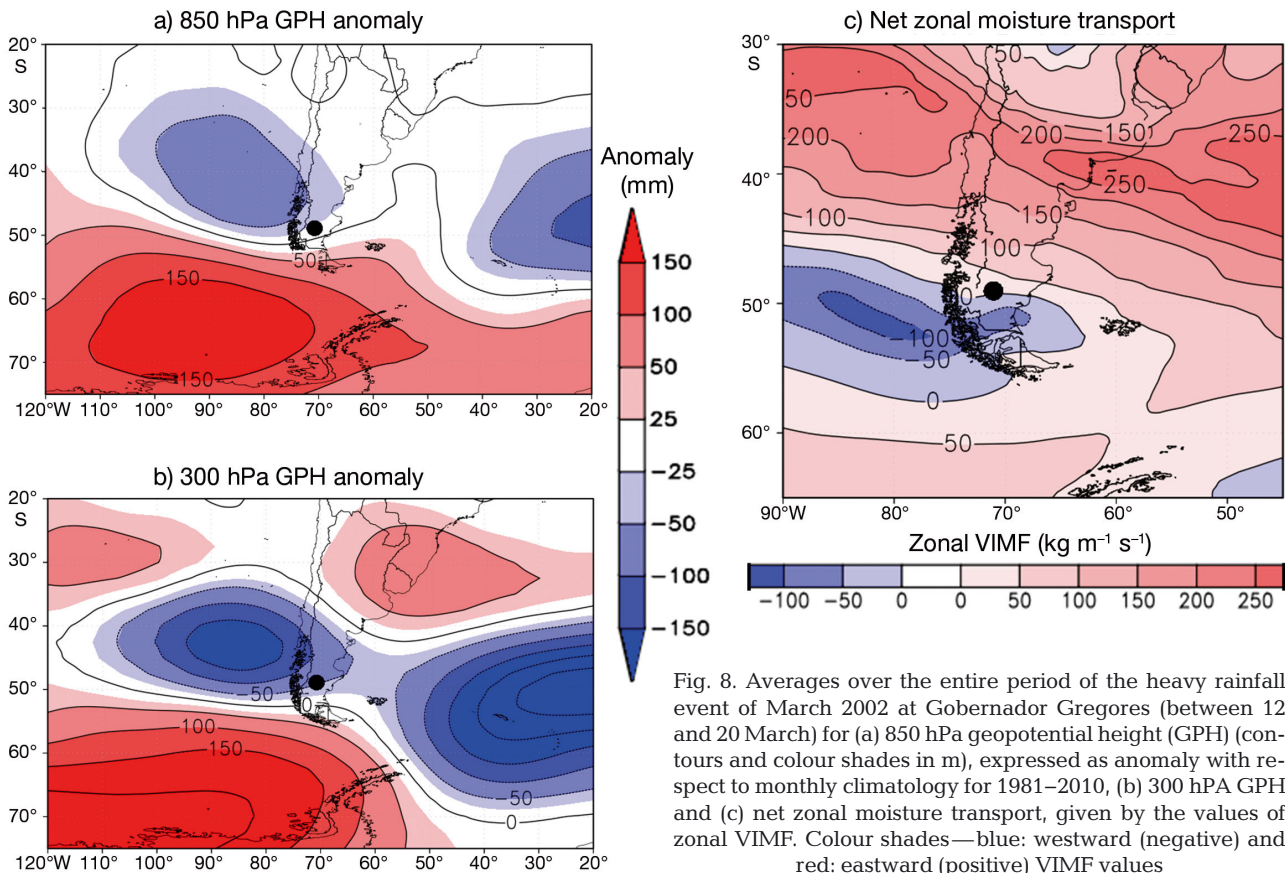 a) 850 hPa GPH anomaly
20°
S
30°
40°
50°
60°
70°
50
150
150
120°W 110° 100° 90° 80° 70° 60° 50° 40° 30° 20°
b) 300 hPa GPH anomaly
20°
S
30°
40°
50°
60°
70°
−50
0
100
150
−50
0
120°W 110° 100° 90° 80° 70° 60° 50° 40° 30° 20°
Anomaly
(mm)
150
100
50
25
−25
−50
−100
−150
c) Net zonal moisture transport
30°
S
40°
50°
60°
50
50
200
200
150
250
250
100
150
100
0
−100
−50
0
50
90°W 80° 70° 60° 50°
Zonal VIMF (kg m–1 s–1)
−100 −50 0 0 50 100 150 200 250
Fig. 8. Averages over the entire period of the heavy rainfall
event of March 2002 at Gobernador Gregores (between 12
and 20 March) for (a) 850 hPa geopotential height (GPH) (con-
tours and colour shades in m), expressed as anomaly with re-
spect to monthly climatology for 1981–2010, (b) 300 hPA GPH
and (c) net zonal moisture transport, given by the values of
zonal VIMF. Colour shades—blue: westward (negative) and
red: eastward (positive) VIMF values